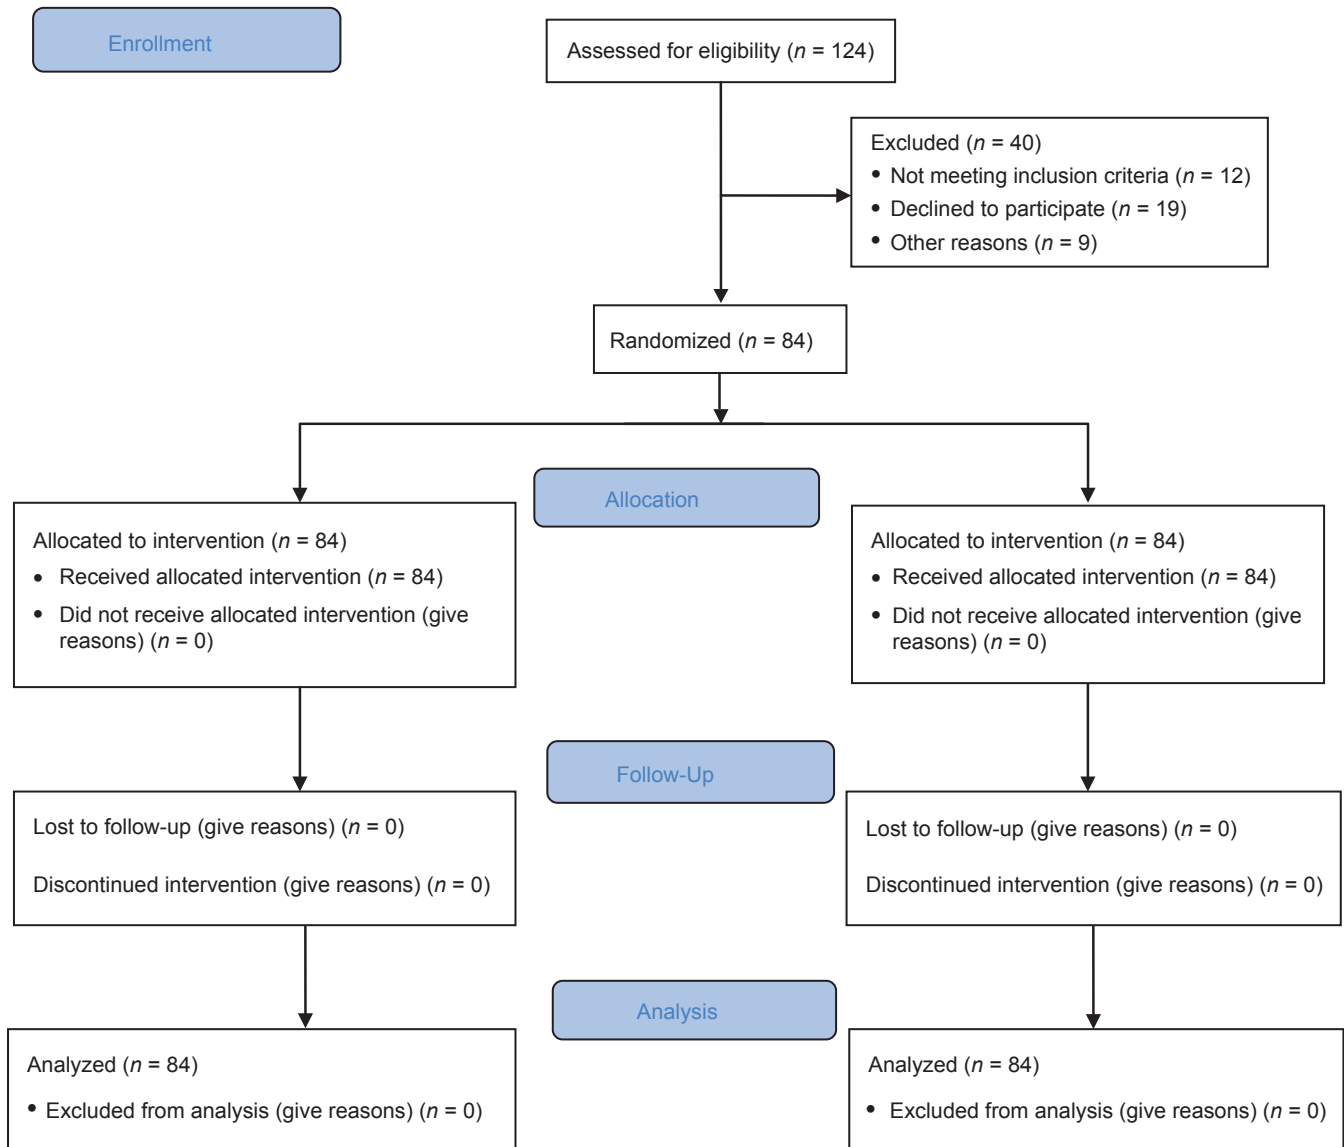 Enrollment
Assessed for eligibility (n = 124)
Excluded (n = 40)
• Not meeting inclusion criteria (n = 12)
• Declined to participate (n = 19)
• Other reasons (n = 9)
Randomized (n = 84)
Allocation
Allocated to intervention (n = 84)
• Received allocated intervention (n = 84)
• Did not receive allocated intervention (give
reasons) (n = 0)
Allocated to intervention (n = 84)
• Received allocated intervention (n = 84)
• Did not receive allocated intervention (give
reasons) (n = 0)
Follow-Up
Lost to follow-up (give reasons) (n = 0)
Discontinued intervention (give reasons) (n = 0)
Lost to follow-up (give reasons) (n = 0)
Discontinued intervention (give reasons) (n = 0)
Analysis
Analyzed (n = 84)
• Excluded from analysis (give reasons) (n = 0)
Analyzed (n = 84)
• Excluded from analysis (give reasons) (n = 0)